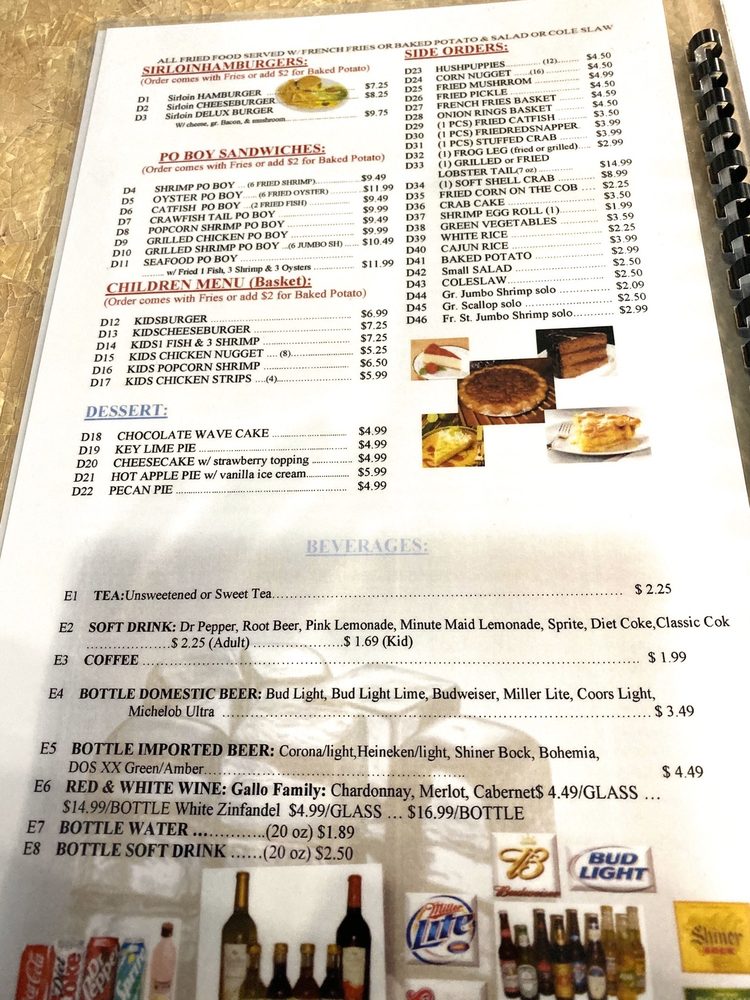 ALL FRIED FOOD SERVED W/ FRENCH FRIES OR BAKED POTATO & SALAD OR COLE SLAW
SIRLOINHAMBURGERS:
(Order comes with Fries or add $2 for Baked Potato)
D1 Sirloin HAMBURGER $7.25
D2 Sirloin CHEESEBURGER $8.25
D3 Sirloin DELUX BURGER $9.75
W/ cheese, gr. Bacon, & mushroom
PO BOY SANDWICHES:
(Order comes with Fries or add $2 for Baked Potato)
D4 SHRIMP PO BOY ... (6 FRIED SHRIMP) $9.49
D5 OYSTER PO BOY ... (6 FRIED OYSTER) $11.99
D6 CATFISH PO BOY ...(2 FRIED FISH) $9.49
D7 CRAWFISH TAIL PO BOY $9.99
D8 POPCORN SHRIMP PO BOY $9.49
D9 GRILLED CHICKEN PO BOY $9.99
D10 GRILLED SHRIMP PO BOY ..(6 JUMBO SH) $10.49
D11 SEAFOOD PO BOY
w/ Fried 1 Fish, 3 Shrimp & 3 Oysters $11.99
CHILDREN MENU (Basket):
(Order comes with Fries or add $2 for Baked Potato)
D12 KIDSBURGER $6.99
D13 KIDSCHEESEBURGER $7.25
D14 KIDS1 FISH & 3 SHRIMP $7.25
D15 KIDS CHICKEN NUGGET .... (8) $5.25
D16 KIDS POPCORN SHRIMP $6.50
D17 KIDS CHICKEN STRIPS ....(4) $5.99
DESSERT:
D18 CHOCOLATE WAVE CAKE $4.99
D19 KEY LIME PIE $4.99
D20 CHEESECAKE w/ strawberry topping $4.99
D21 HOT APPLE PIE w/ vanilla ice cream $5.99
D22 PECAN PIE $4.99
SIDE ORDERS:
D23 HUSHPUPPIES (12) $4.50
D24 CORN NUGGET (16) $4.50
D25 FRIED MUSHRROM $4.99
D26 FRIED PICKLE $4.50
D27 FRENCH FRIES BASKET $4.59
D28 ONION RINGS BASKET $4.50
D29 (1 PCS) FRIED CATFISH $3.50
D30 (1 PCS) FRIEDREDSNAPPER $3.99
D31 (1 PCS) STUFFED CRAB $3.99
D32 (1) FROG LEG (fried or grilled) $2.99
D33 (1) GRILLED or FRIED
LOBSTER TAIL(7 oz) $14.99
D34 (1) SOFT SHELL CRAB $8.99
D35 FRIED CORN ON THE COB $2.25
D36 CRAB CAKE $3.50
D37 SHRIMP EGG ROLL (1) $1.99
D38 GREEN VEGETABLES $3.59
D39 WHITE RICE $2.25
D40 CAJUN RICE $3.99
D41 BAKED POTATO $2.99
D42 Small SALAD $2.50
D43 COLESLAW $2.50
D44 Gr. Jumbo Shrimp solo $2.09
D45 Gr. Scallop solo $2.50
D46 Fr. St. Jumbo Shrimp solo $2.99
BEVERAGES:
E1 TEA:Unsweetened or Sweet Tea $ 2.25
E2 SOFT DRINK: Dr Pepper, Root Beer, Pink Lemonade, Minute Maid Lemonade, Sprite, Diet Coke,Classic Cok
$ 2.25 (Adult) $ 1.69 (Kid)
E3 COFFEE $ 1.99
E4 BOTTLE DOMESTIC BEER: Bud Light, Bud Light Lime, Budweiser, Miller Lite, Coors Light,
Michelob Ultra $ 3.49
E5 BOTTLE IMPORTED BEER: Corona/light,Heineken/light, Shiner Bock, Bohemia,
DOS XX Green/Amber $ 4.49
E6 RED & WHITE WINE: Gallo Family: Chardonnay, Merlot, Cabernet$ 4.49/GLASS ...
$14.99/BOTTLE White Zinfandel $4.99/GLASS ... $16.99/BOTTLE
E7 BOTTLE WATER ...(20 oz) $1.89
E8 BOTTLE SOFT DRINK ......(20 oz) $2.50
Budweiser
BUD LIGHT
Miller Lite
Shiner BOCK